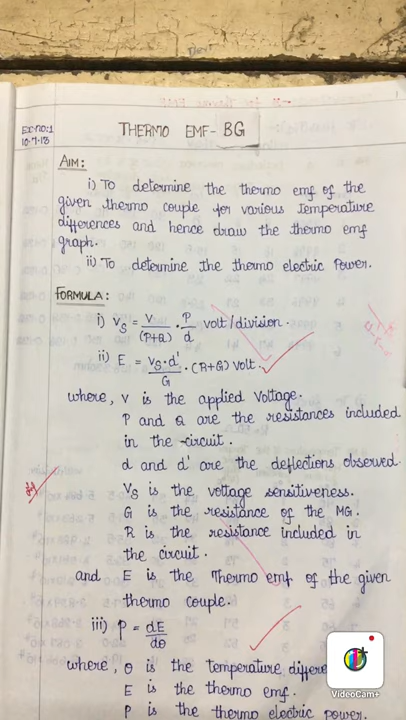 Ex:no:1
10-7-18
THERMO EMF- BG
AIM:
i) To determine the thermo emf of the
given thermo couple for various Temperature
differences and hence draw the thermo emf
graph.
ii) To determine the thermo electric Power.
FORMULA:
i) Vs = V/(P+Q) . P/d volt/division.
ii) E = Vs.d'/G . (R+G) volt.
where, V is the applied Voltage.
P and Q are the resistances included
in the circuit.
d and d' are the deflections observed.
Vs is the voltage sensitiveness.
G is the resistance of the MG.
R is the resistance included in
the circuit.
and E is the Thermo emf of the given
thermo couple.
iii) P = dE/dθ
where, θ is the temperature differe
E is the thermo emf.
P is the thermo electric power.
VideoCam+